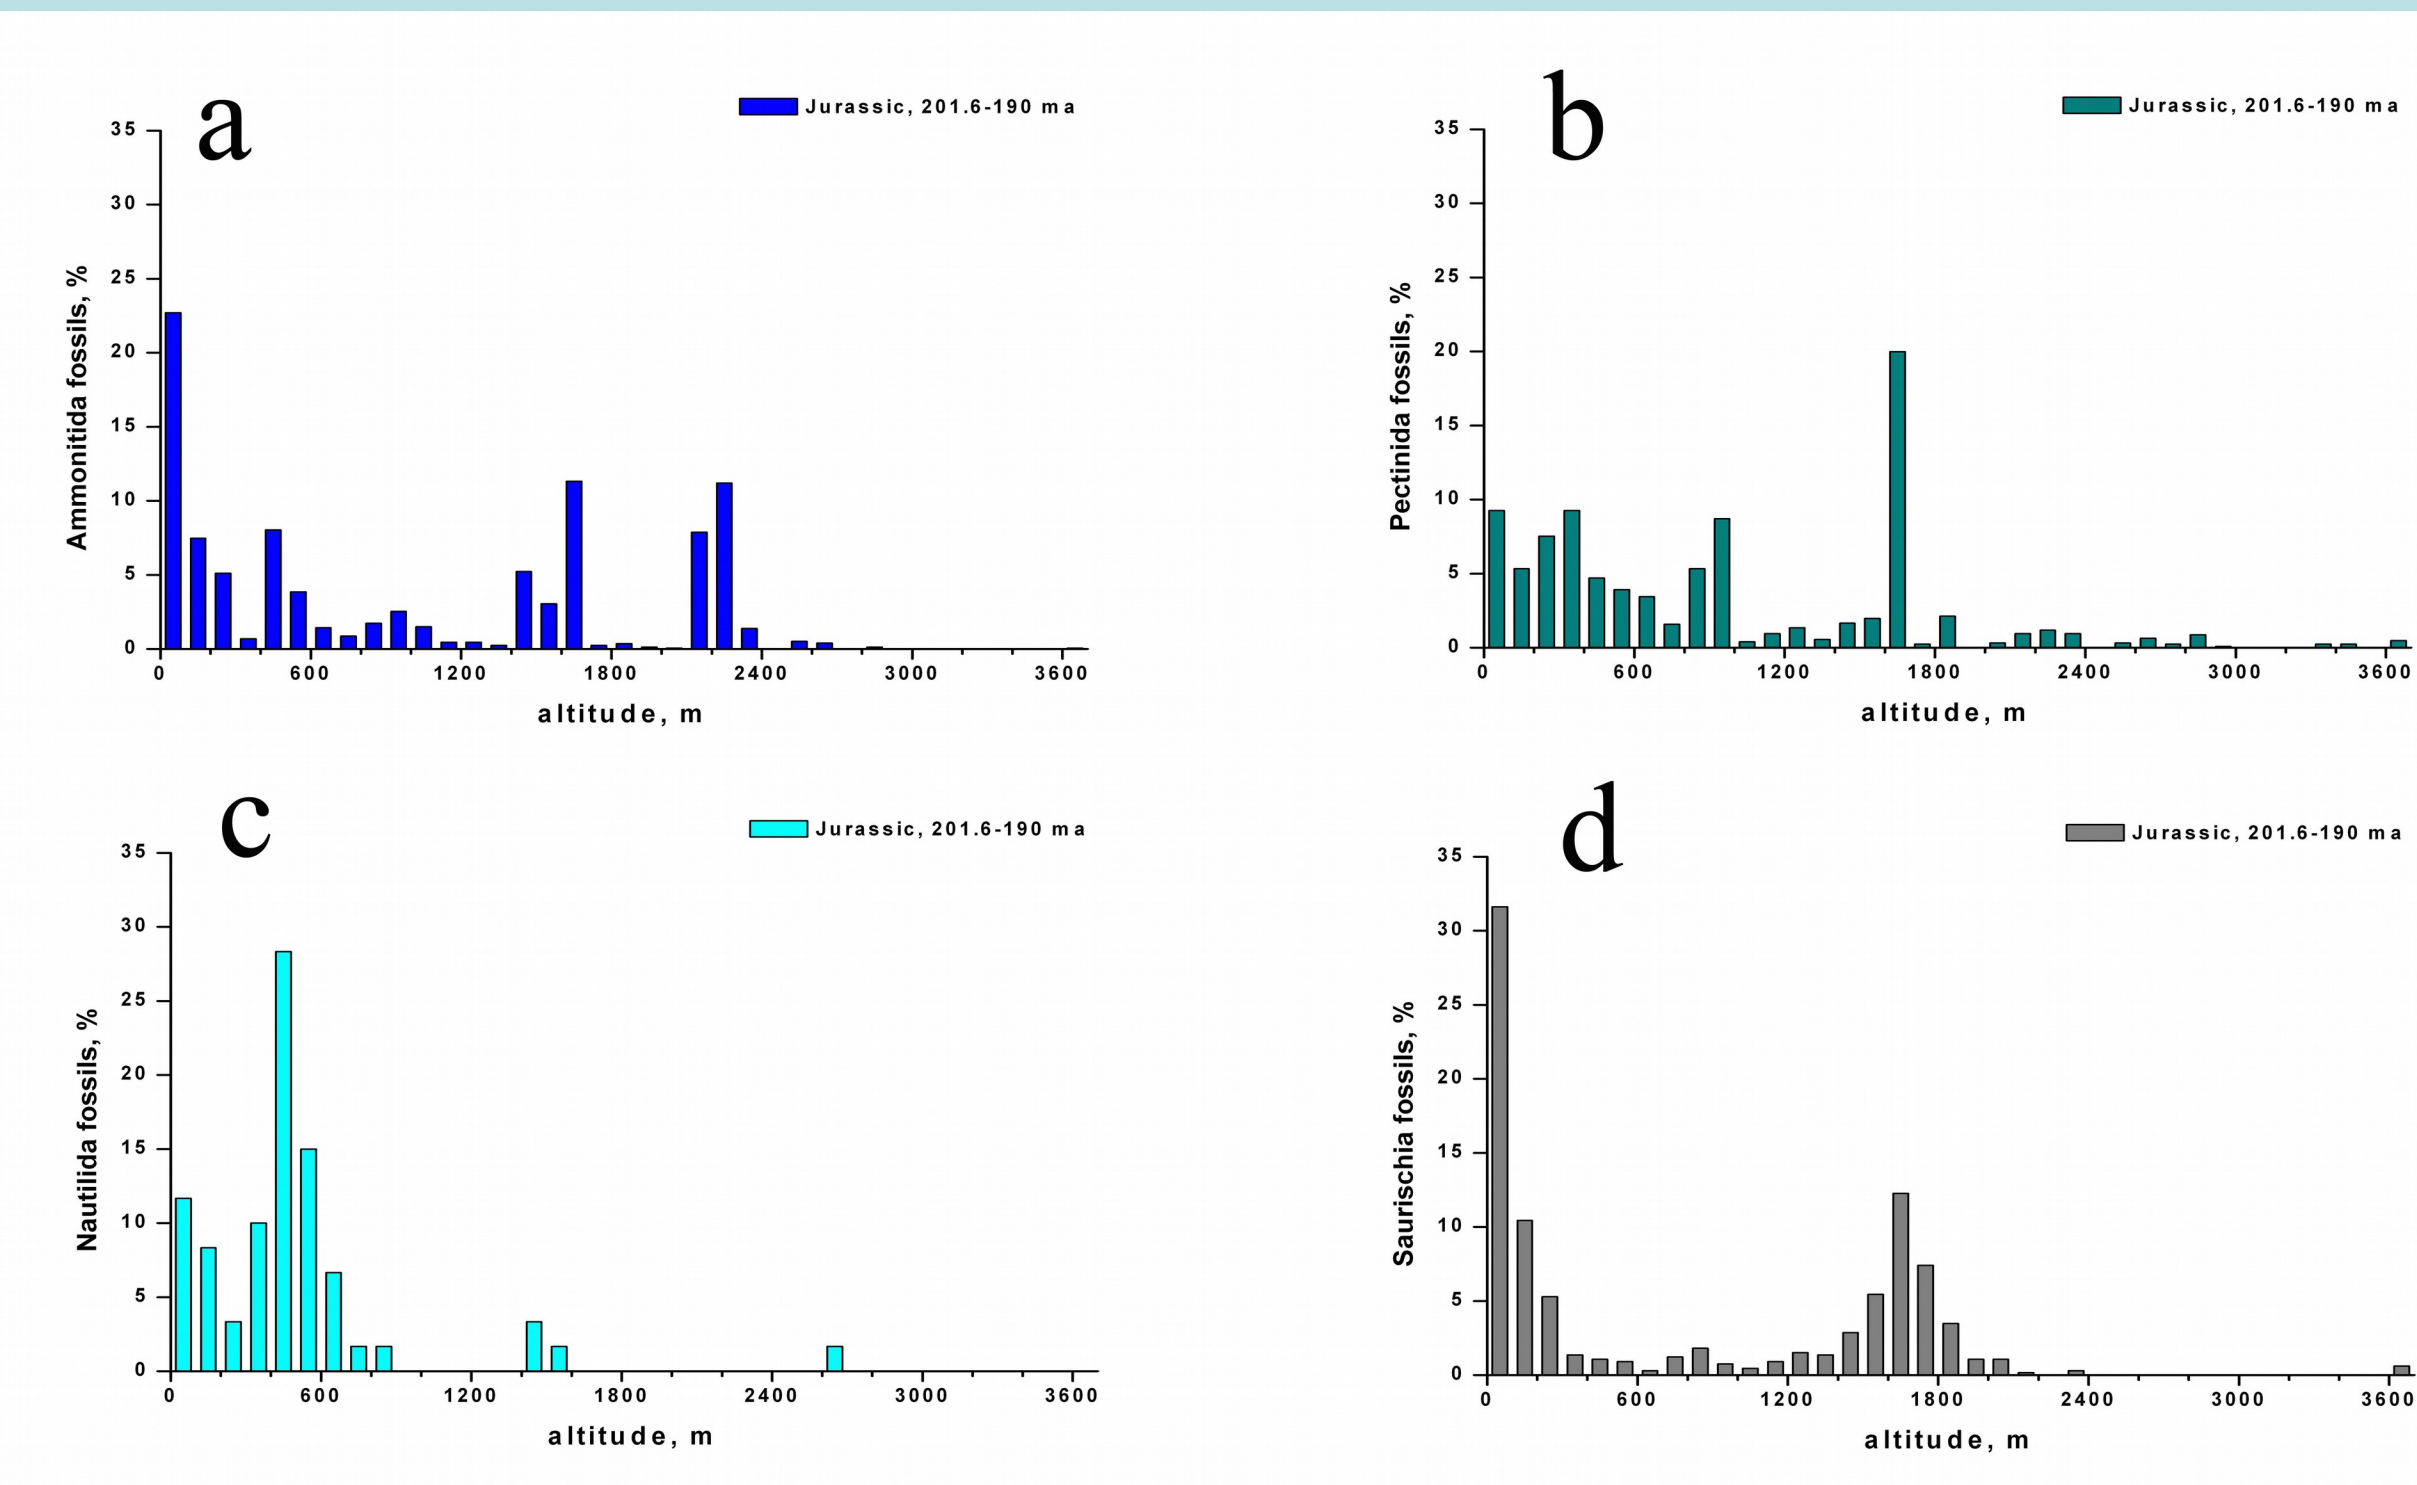 a
Jurassic, 201.6-190 ma
35
30
25
20
15
10
5
0
Ammonitida fossils, %
0 600 1200 1800 2400 3000 3600
altitude, m
b
Jurassic, 201.6-190 ma
35
30
25
20
15
10
5
0
Pectinida fossils, %
0 600 1200 1800 2400 3000 3600
altitude, m
c
Jurassic, 201.6-190 ma
35
30
25
20
15
10
5
0
Nautilida fossils, %
0 600 1200 1800 2400 3000 3600
altitude, m
d
Jurassic, 201.6-190 ma
35
30
25
20
15
10
5
0
Saurischia fossils, %
0 600 1200 1800 2400 3000 3600
altitude, m